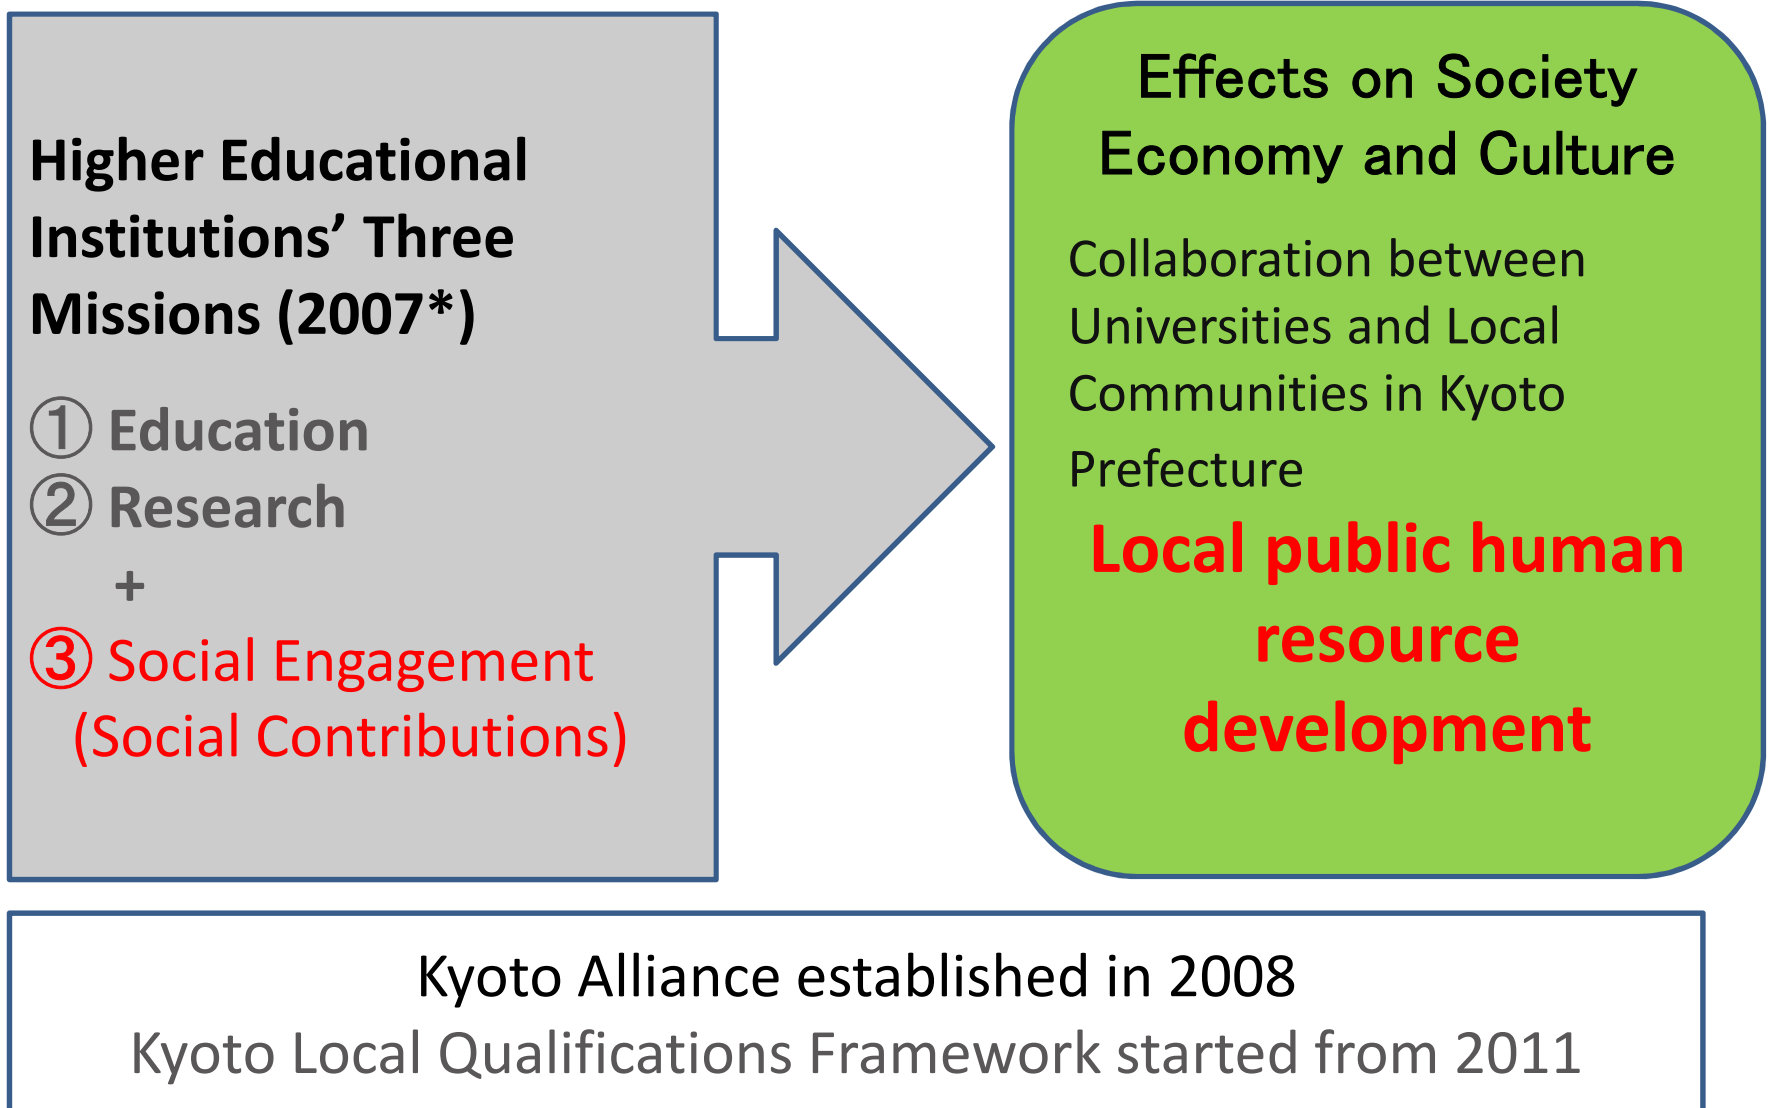 Higher Educational
Institutions’ Three
Missions (2007*)
① Education
② Research
+
③ Social Engagement
(Social Contributions)
Effects on Society
Economy and Culture
Collaboration between
Universities and Local
Communities in Kyoto
Prefecture
Local public human
resource
development
Kyoto Alliance established in 2008
Kyoto Local Qualifications Framework started from 2011